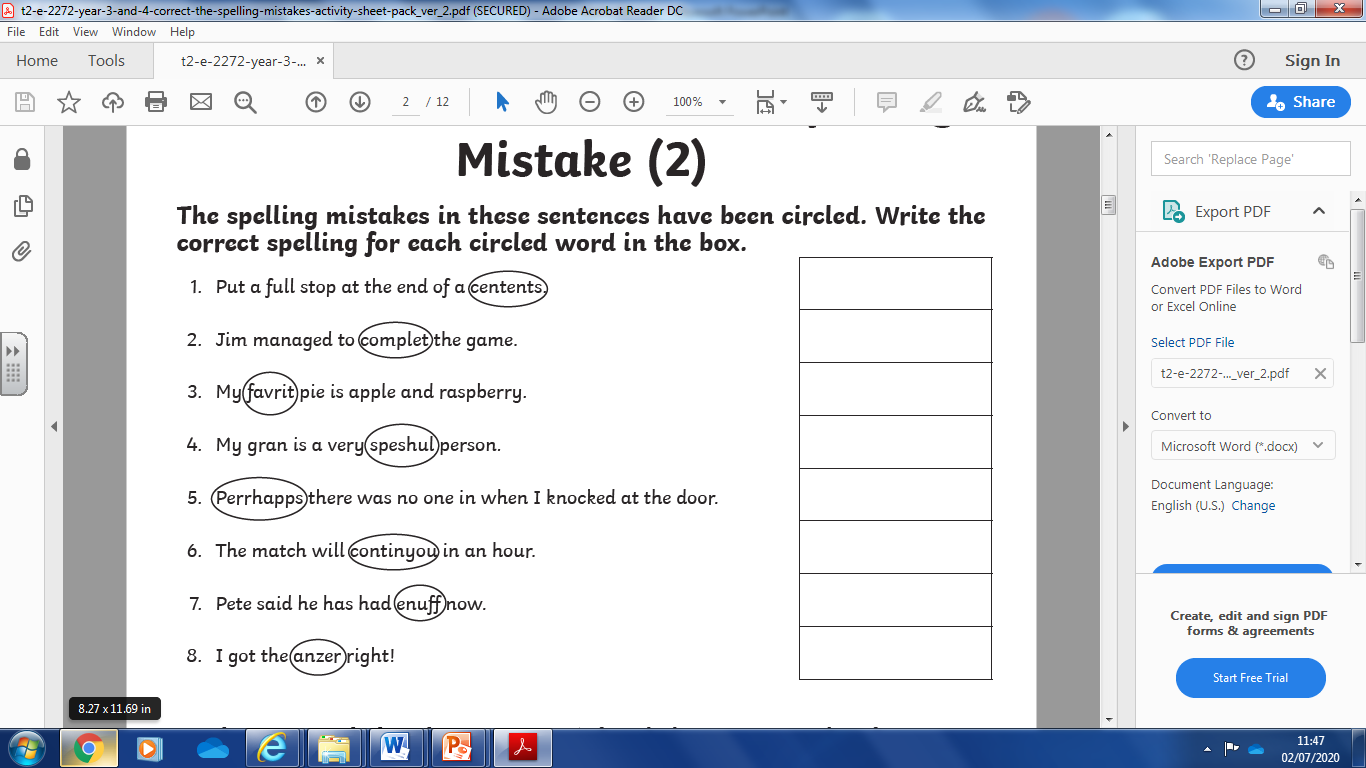 t2-e-2272-year-3-and-4-correct-the-spelling-mistakes-activity-sheet-pack_ver_2.pdf (SECURED) - Adobe Acrobat Reader DC
File Edit View Window Help
Home Tools t2-e-2272-year-3-... × Sign In
2 / 12 100% Share
Mistake (2)
The spelling mistakes in these sentences have been circled. Write the
correct spelling for each circled word in the box.
1. Put a full stop at the end of a centents.
2. Jim managed to complet the game.
3. My favrit pie is apple and raspberry.
4. My gran is a very speshul person.
5. Perrhapps there was no one in when I knocked at the door.
6. The match will continyou in an hour.
7. Pete said he has had enuff now.
8. I got the anzer right!
8.27 x 11.69 in
Search 'Replace Page'
Export PDF
Adobe Export PDF
Convert PDF Files to Word
or Excel Online
Select PDF File
t2-e-2272-..._ver_2.pdf
Convert to
Microsoft Word (*.docx)
Document Language:
English (U.S.) Change
Create, edit and sign PDF
forms & agreements
Start Free Trial
11:47
02/07/2020